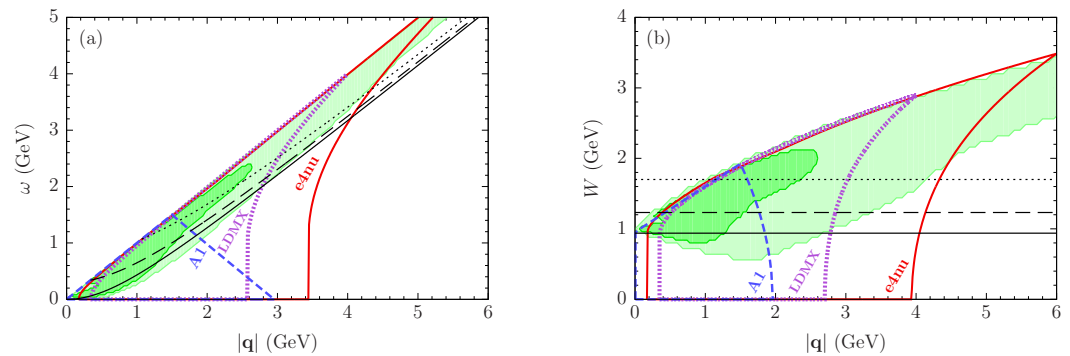 (a)
5
4
3
2
1
0
ω (GeV)
A1
LDMX
e4nu
0 1 2 3 4 5 6
|q| (GeV)
(b)
4
3
2
1
0
W (GeV)
A1
LDMX
e4nu
0 1 2 3 4 5 6
|q| (GeV)